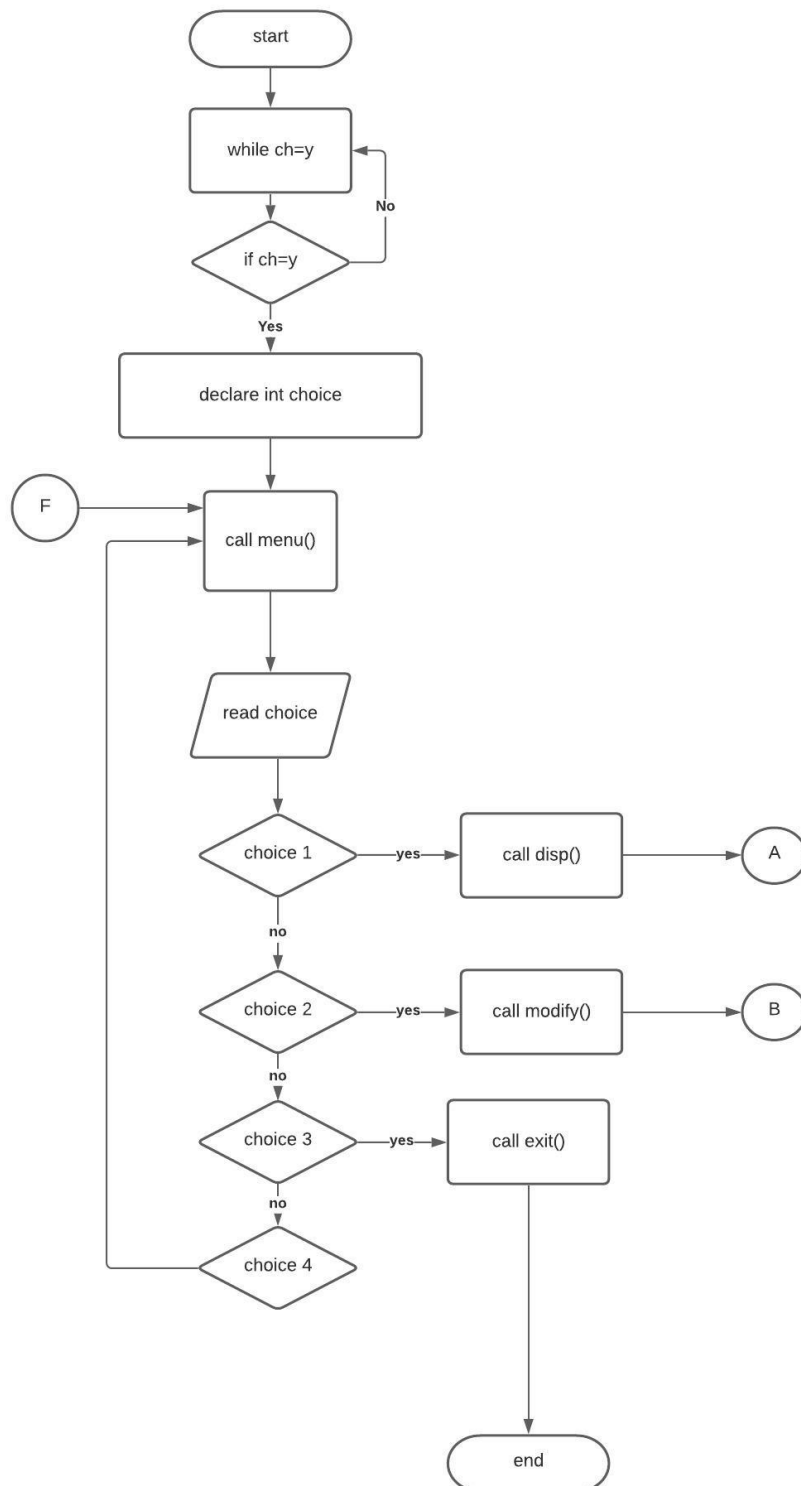 start
while ch=y
No
if ch=y
Yes
declare int choice
F
call menu()
read choice
choice 1
yes
call disp()
A
no
choice 2
yes
call modify()
B
no
choice 3
yes
call exit()
no
choice 4
end